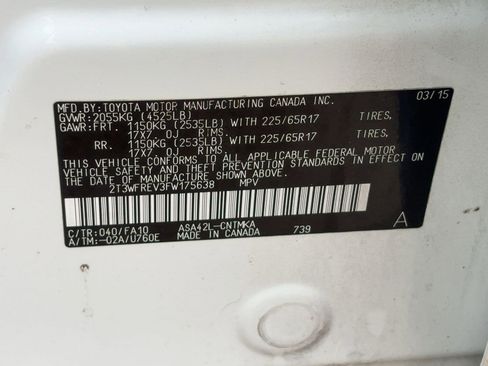 MFD.BY:TOYOTA MOTOR MANUFACTURING CANADA INC. 03/15
GVWR:2055KG (4525LB)
GAWR:FRT. 1150KG (2535LB) WITH 225/65R17 TIRES.
17X7 OJ RIMS.
RR. 1150KG (2535LB) WITH 225/65R17 TIRES.
17X7 OJ RIMS.
THIS VEHICLE CONFORMS TO ALL APPLICABLE FEDERAL MOTOR
VEHICLE SAFETY AND THEFT PREVENTION STANDARDS IN EFFECT
ON THE DATE OF MANUFACTURE SHOWN ABOVE.
2T3WFREV3FW175638 MPV
C/TR:040/FA10 ASA42L-CNTMKA A
A/TM:-02A/U760E MADE IN CANADA 739